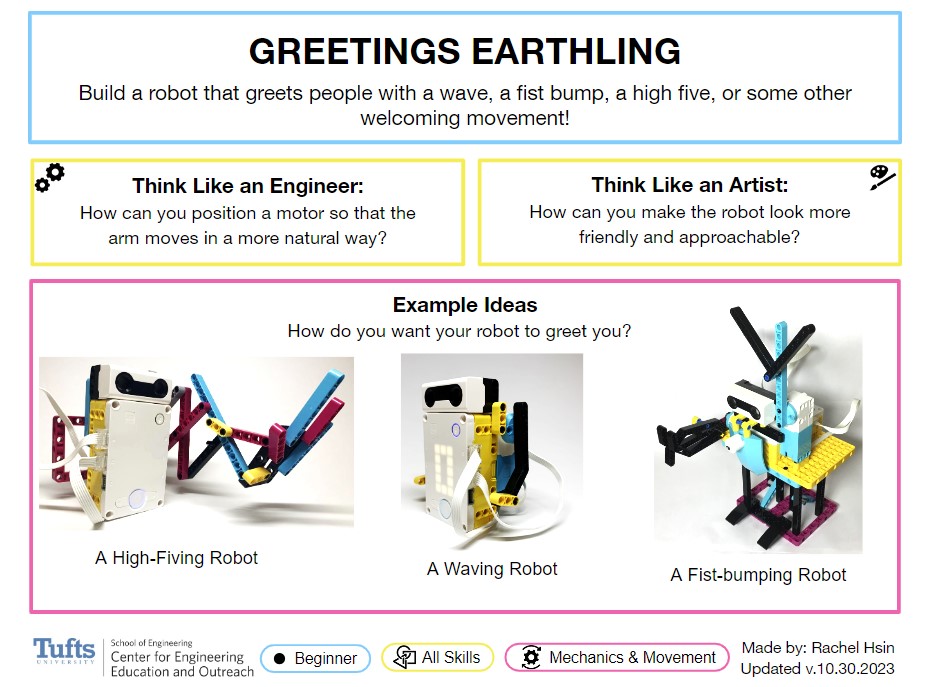 GREETINGS EARTHLING
Build a robot that greets people with a wave, a fist bump, a high five, or some other
welcoming movement!
Think Like an Engineer:
How can you position a motor so that the
arm moves in a more natural way?
Think Like an Artist:
How can you make the robot look more
friendly and approachable?
Example Ideas
How do you want your robot to greet you?
A High-Fiving Robot
A Waving Robot
A Fist-bumping Robot
Tufts
UNIVERSITY
School of Engineering
Center for Engineering
Education and Outreach
Beginner
All Skills
Mechanics & Movement
Made by: Rachel Hsin
Updated v.10.30.2023